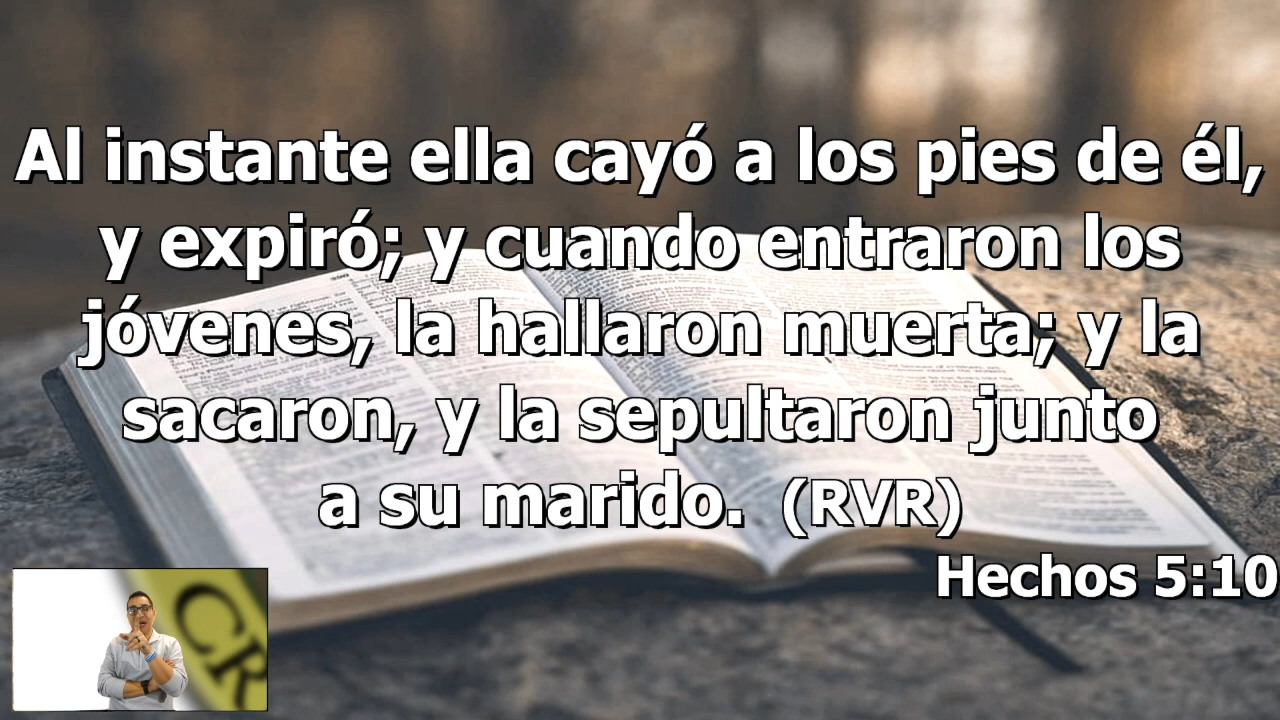 Al instante ella cayó a los pies de él,
y expiró; y cuando entraron los
jóvenes, la hallaron muerta; y la
sacaron, y la sepultaron junto
a su marido. (RVR)
Hechos 5:10
CR